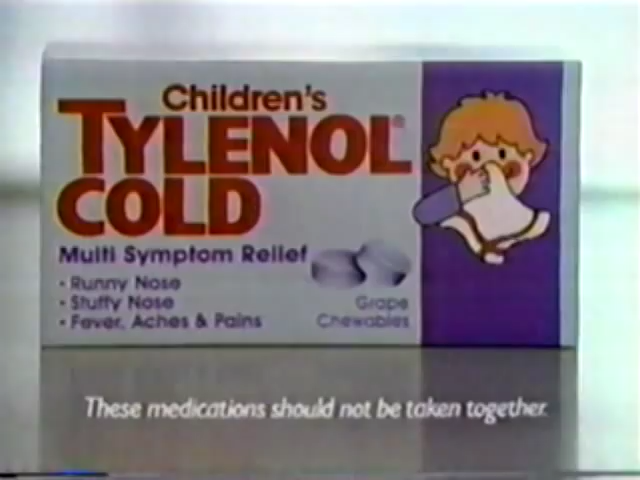 Children's
TYLENOL®
COLD
Multi Symptom Relief
• Runny Nose
• Stuffy Nose
• Fever, Aches & Pains
Grape
Chewables
These medications should not be taken together.